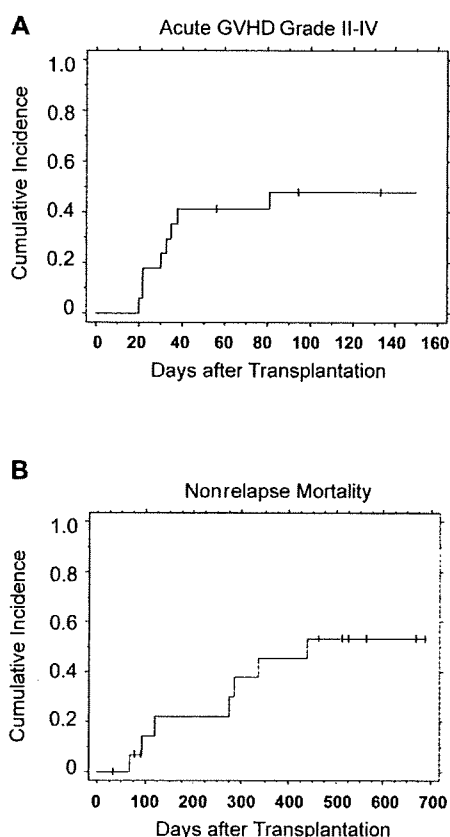 A
Acute GVHD Grade II-IV
1.0
0.8
0.6
0.4
0.2
0
Cumulative Incidence
0 20 40 60 80 100 120 140 160
Days after Transplantation
B
Nonrelapse Mortality
1.0
0.8
0.6
0.4
0.2
0
Cumulative Incidence
0 100 200 300 400 500 600 700
Days after Transplantation